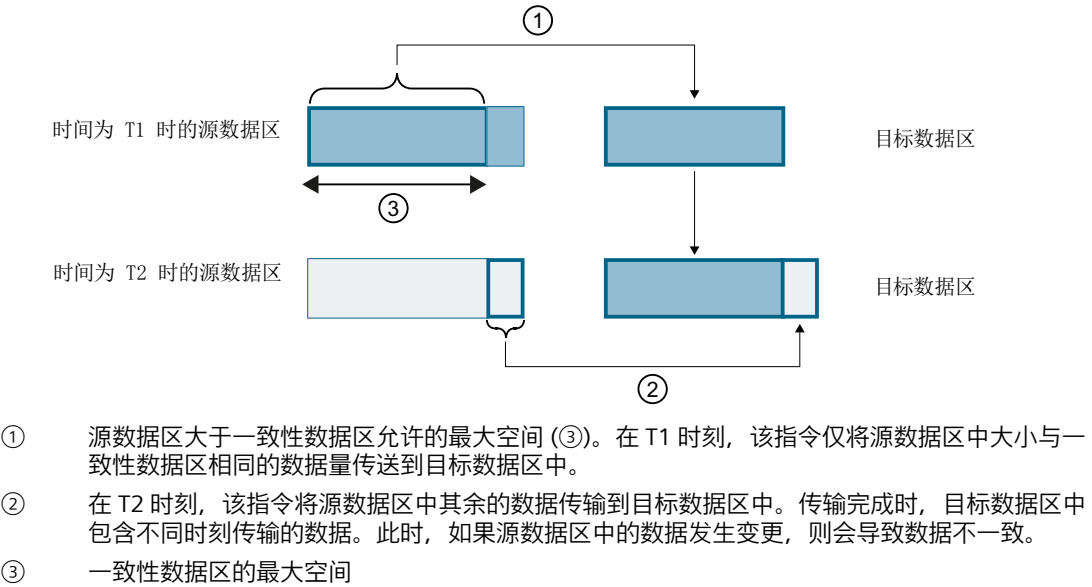 ①
时间为 T1 时的源数据区
目标数据区
③
时间为 T2 时的源数据区
目标数据区
②
① 源数据区大于一致性数据区允许的最大空间 (③)。在 T1 时刻，该指令仅将源数据区中大小与一
致性数据区相同的数据量传送到目标数据区中。
② 在 T2 时刻，该指令将源数据区中其余的数据传输到目标数据区中。传输完成时，目标数据区中
包含不同时刻传输的数据。此时，如果源数据区中的数据发生变更，则会导致数据不一致。
③ 一致性数据区的最大空间